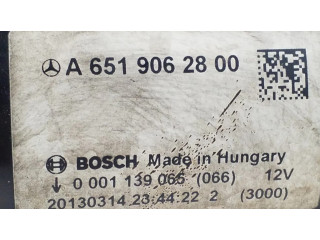 A 651 906 28 00
BOSCH Made in Hungary
↓ 0 001 139 065 (066) 12V
20130314 23:44:22 2 (3000)